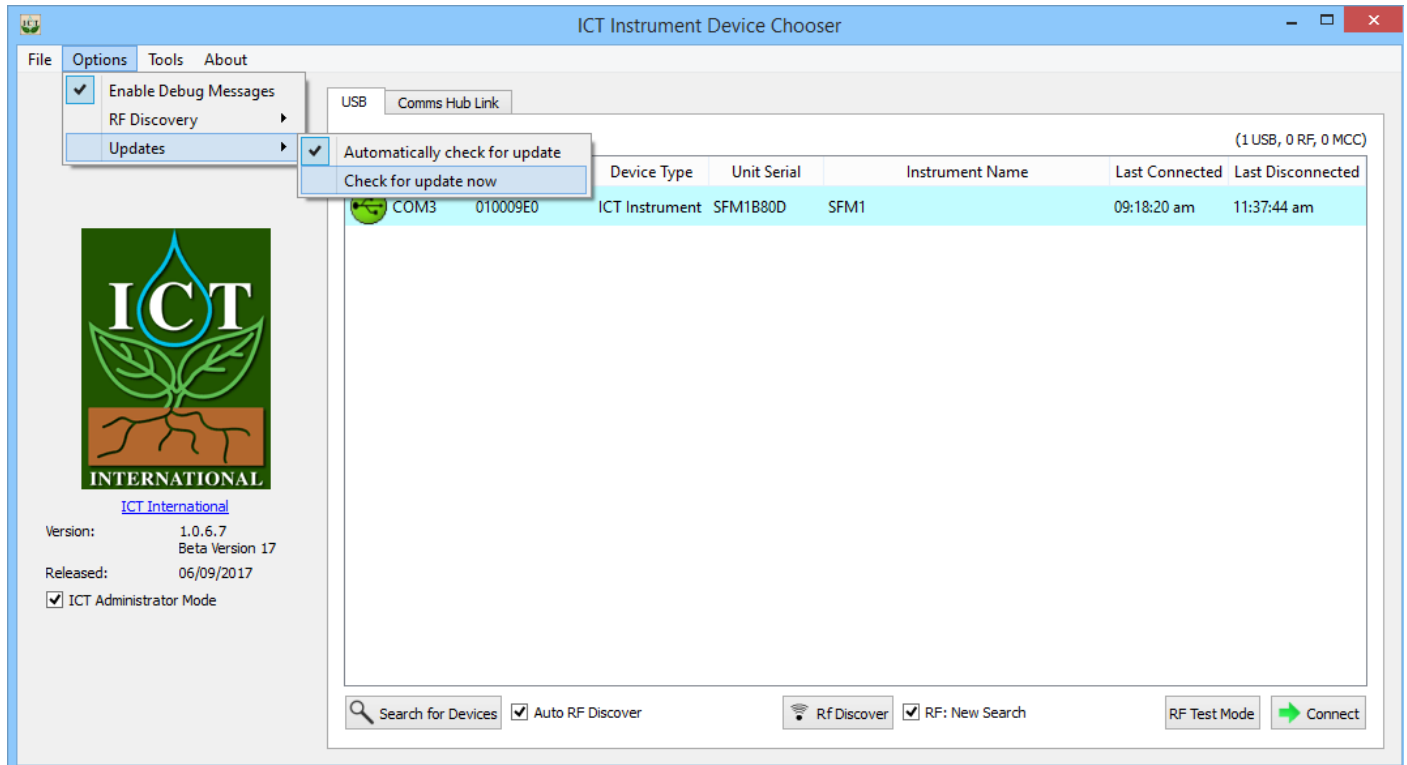 ICT Instrument Device Chooser
File Options Tools About
Enable Debug Messages
RF Discovery
Updates
Automatically check for update
Check for update now
USB Comms Hub Link
(1 USB, 0 RF, 0 MCC)
Device Type Unit Serial Instrument Name Last Connected Last Disconnected
COM3 010009E0 ICT Instrument SFM1B80D SFM1 09:18:20 am 11:37:44 am
ICT
INTERNATIONAL
ICT International
Version: 1.0.6.7
Beta Version 17
Released: 06/09/2017
ICT Administrator Mode
Search for Devices Auto RF Discover Rf Discover RF: New Search RF Test Mode Connect